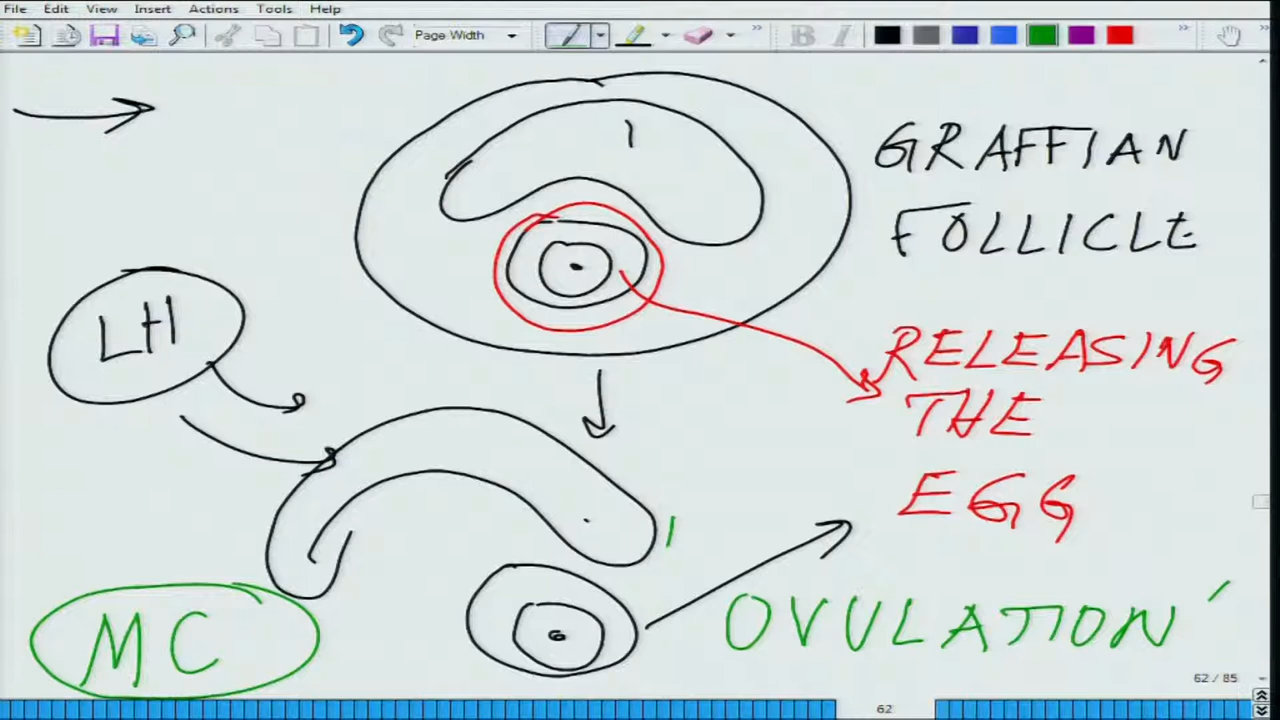 File Edit View Insert Actions Tools Help
Page Width
GRAFFIAN
FOLLICLE
LH
RELEASING
THE
EGG
MC
OVULATION
62 / 85
62